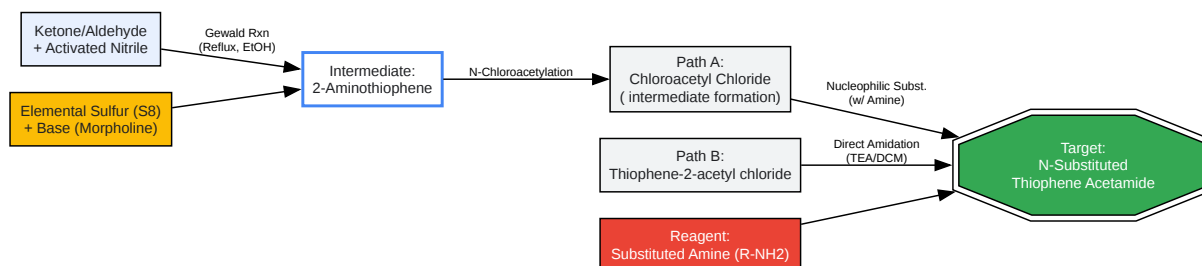 Ketone/Aldehyde
+ Activated Nitrile
Gewald Rxn
(Reflux, EtOH)
Elemental Sulfur (S8)
+ Base (Morpholine)
Intermediate:
2-Aminothiophene
N-Chloroacetylation
Path A:
Chloroacetyl Chloride
( intermediate formation)
Nucleophilic Subst.
(w/ Amine)
Path B:
Thiophene-2-acetyl chloride
Direct Amidation
(TEA/DCM)
Reagent:
Substituted Amine (R-NH2)
Target:
N-Substituted
Thiophene Acetamide